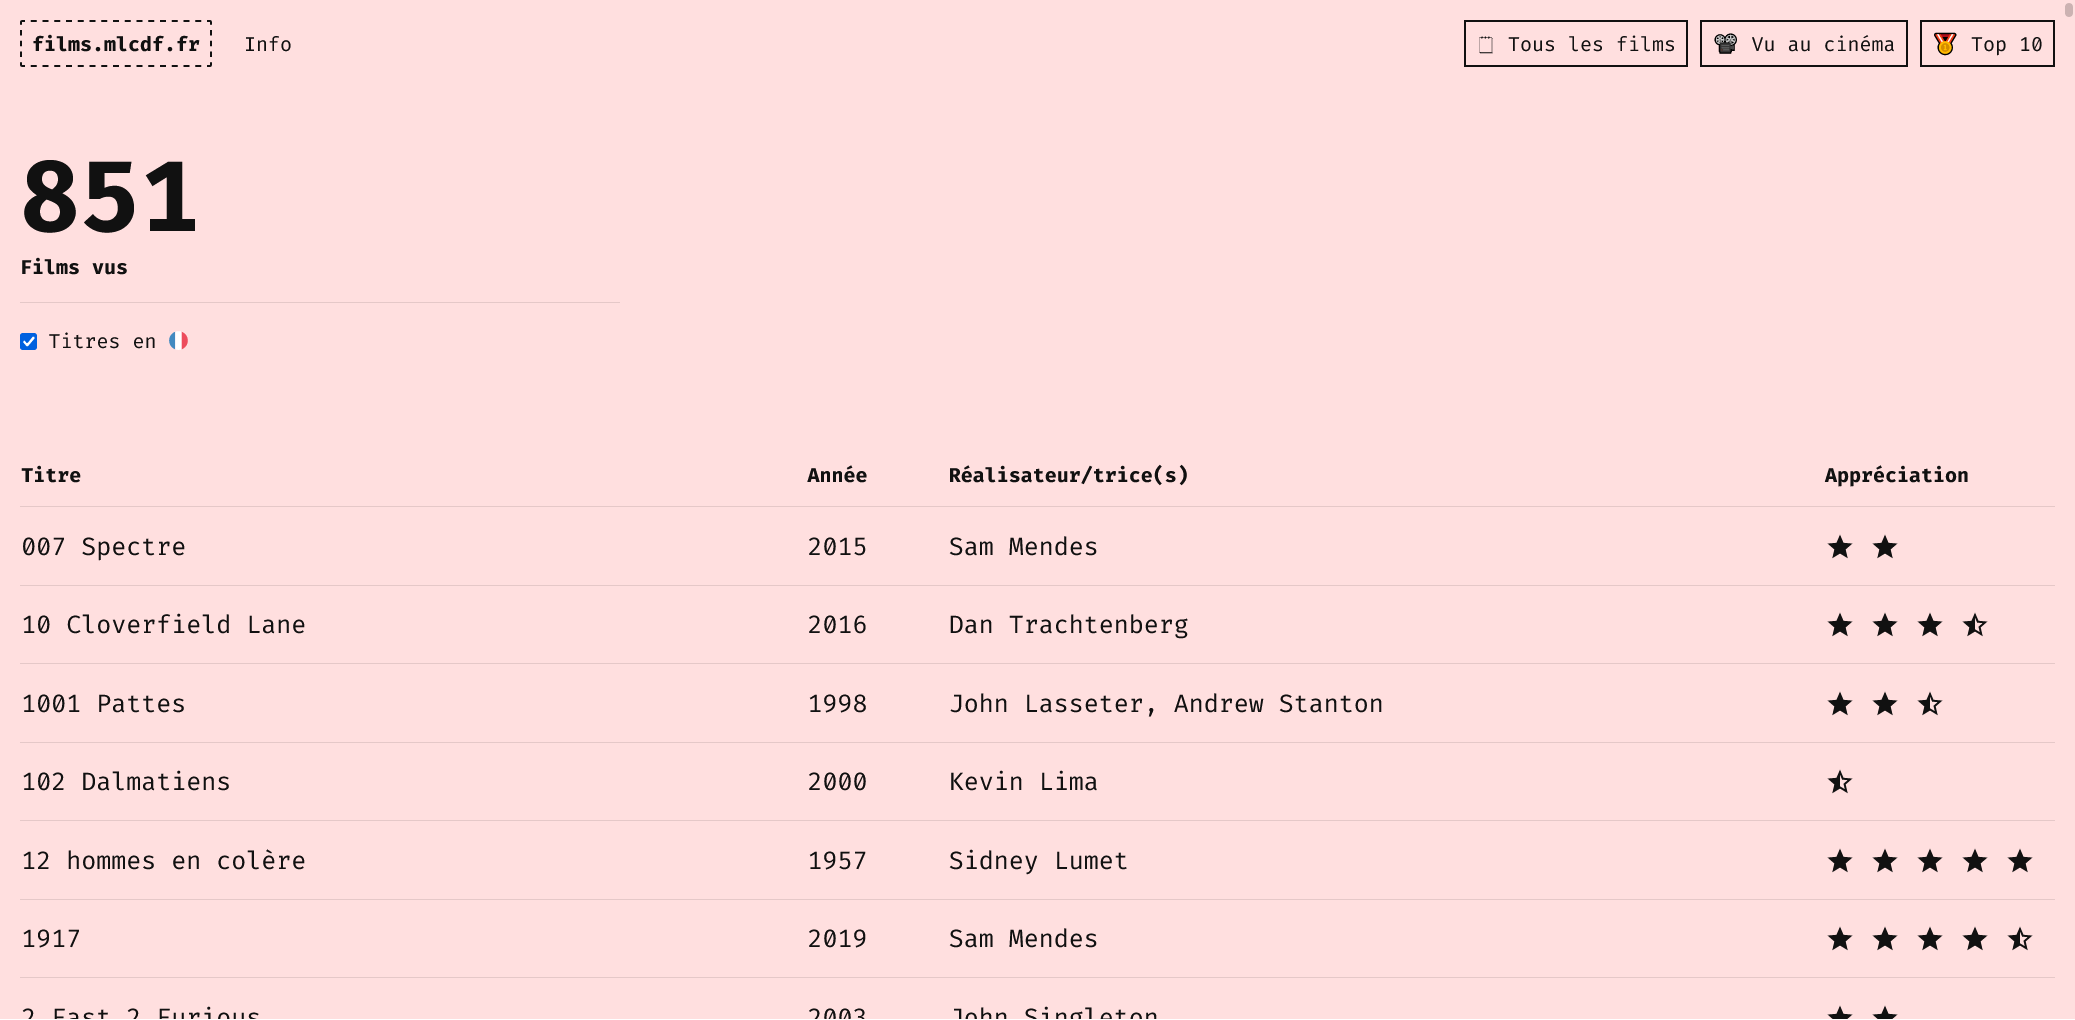 films.mlcdf.fr Info Tous les films Vu au cinéma Top 10
851
Films vus
Titres en
Titre Année Réalisateur/trice(s) Appréciation
007 Spectre 2015 Sam Mendes
10 Cloverfield Lane 2016 Dan Trachtenberg
1001 Pattes 1998 John Lasseter, Andrew Stanton
102 Dalmatiens 2000 Kevin Lima
12 hommes en colère 1957 Sidney Lumet
1917 2019 Sam Mendes
2 Fast 2 Furious 2003 John Singleton